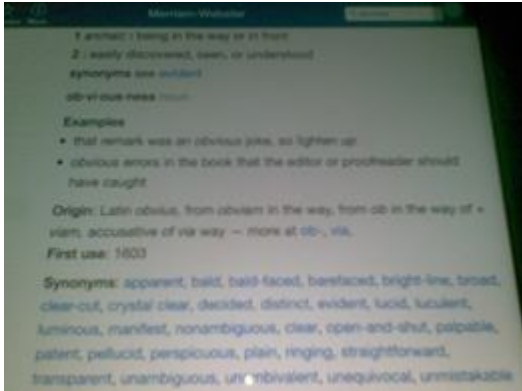 Merriam-Webster
1 archaic : being in the way or in front
2 : easily discovered, seen, or understood
synonyms see evident
ob·vi·ous·ness noun
Examples
• that remark was an obvious joke, so lighten up
• obvious errors in the book that the editor or proofreader should
have caught
Origin: Latin obvius, from obviam in the way, from ob in the way of +
viam, accusative of via way — more at ob-, via.
First use: 1603
Synonyms: apparent, bald, bald-faced, barefaced, bright-line, broad,
clear-cut, crystal clear, decided, distinct, evident, lucid, luculent,
luminous, manifest, nonambiguous, clear, open-and-shut, palpable,
patent, pellucid, perspicuous, plain, ringing, straightforward,
transparent, unambiguous, unambivalent, unequivocal, unmistakable